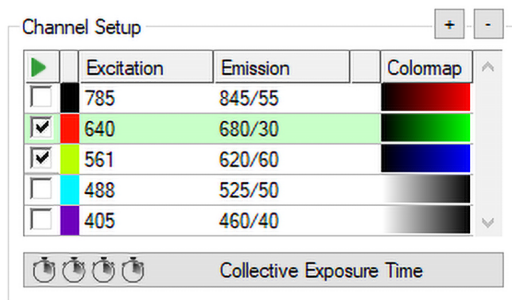 Channel Setup + -
Excitation Emission Colormap
785 845/55
640 680/30
561 620/60
488 525/50
405 460/40
Collective Exposure Time